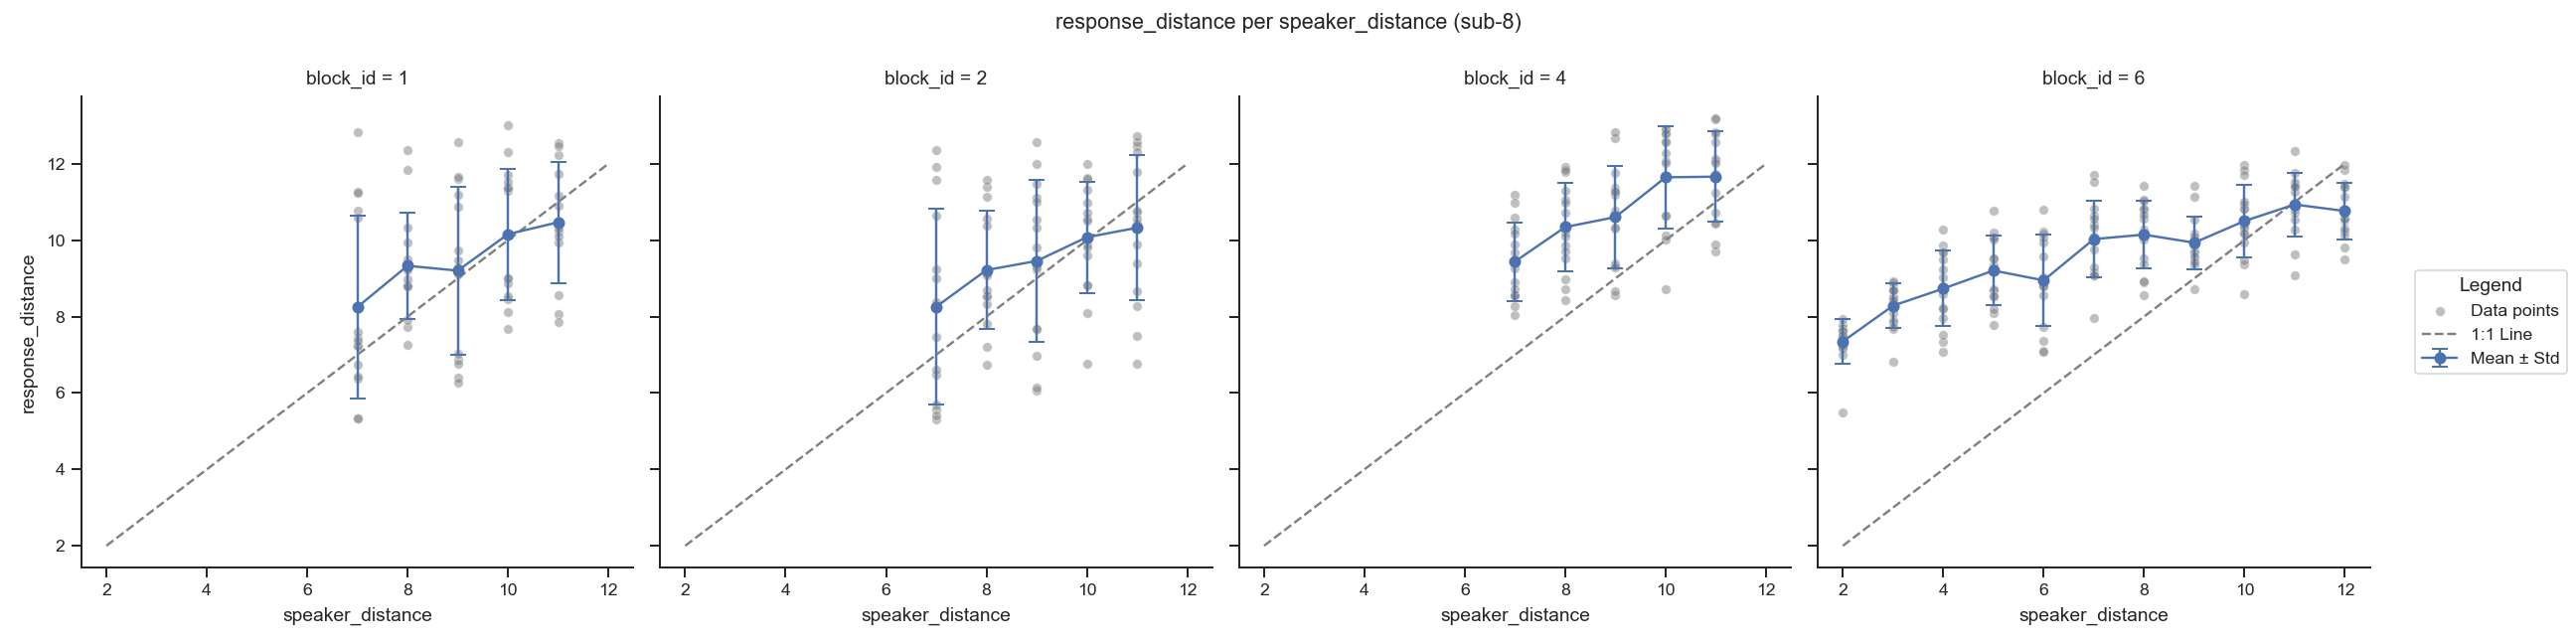 response_distance per speaker_distance (sub-8)
block_id = 1
block_id = 2
block_id = 4
block_id = 6
response_distance
12
10
8
6
4
2
2 4 6 8 10 12
2 4 6 8 10 12
2 4 6 8 10 12
2 4 6 8 10 12
speaker_distance
speaker_distance
speaker_distance
speaker_distance
Legend
Data points
1:1 Line
Mean ± Std